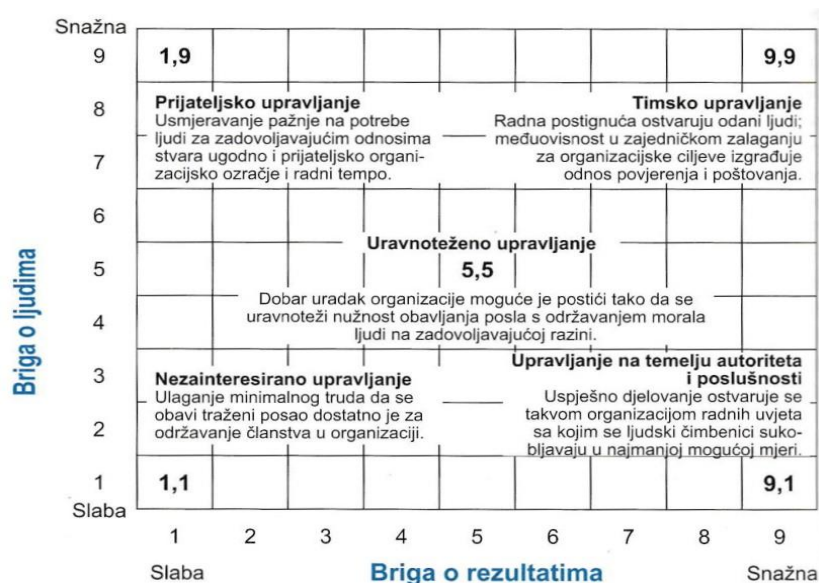 Snažna
9
1,9
9,9
8
Prijateljsko upravljanje
Usmjeravanje pažnje na potrebe
ljudi za zadovoljavajućim odnosima
stvara ugodno i prijateljsko organi-
zacijsko ozračje i radni tempo.
Timsko upravljanje
Radna postignuća ostvaruju odani ljudi;
međuovisnost u zajedničkom zalaganju
za organizacijske ciljeve izgrađuje
odnos povjerenja i poštovanja.
7
6
Uravnoteženo upravljanje
5
5,5
Dobar uradak organizacije moguće je postići tako da se
uravnoteži nužnost obavljanja posla s održavanjem morala
ljudi na zadovoljavajućoj razini.
4
Briga o ljudima
3
Nezainteresirano upravljanje
Ulaganje minimalnog truda da se
obavi traženi posao dostatno je za
održavanje članstva u organizaciji.
Upravljanje na temelju autoriteta
i poslušnosti
Uspješno djelovanje ostvaruje se
takvom organizacijom radnih uvjeta
sa kojim se ljudski čimbenici suko-
bljavaju u najmanjoj mogućoj mjeri.
2
1
1,1
9,1
Slaba
1 2 3 4 5 6 7 8 9
Slaba
Briga o rezultatima
Snažna